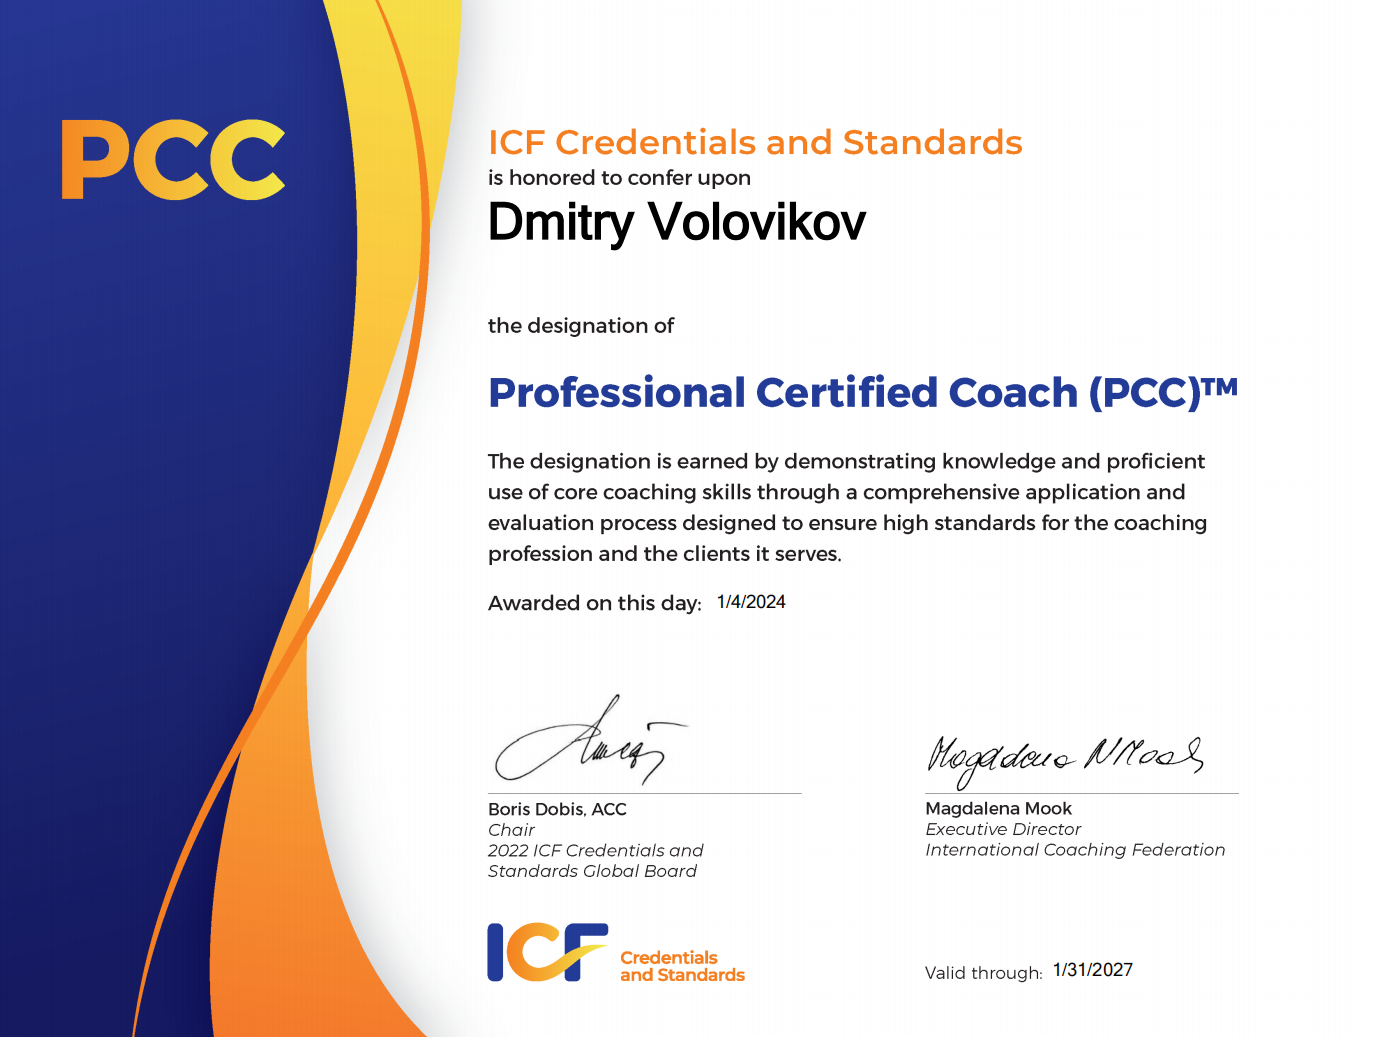 PCC
ICF Credentials and Standards
is honored to confer upon
Dmitry Volovikov
the designation of
Professional Certified Coach (PCC)™
The designation is earned by demonstrating knowledge and proficient
use of core coaching skills through a comprehensive application and
evaluation process designed to ensure high standards for the coaching
profession and the clients it serves.
Awarded on this day: 1/4/2024
Magdalena N Mook
Boris Dobis, ACC
Chair
2022 ICF Credentials and
Standards Global Board
Magdalena Mook
Executive Director
International Coaching Federation
ICF
Credentials
and Standards
Valid through: 1/31/2027